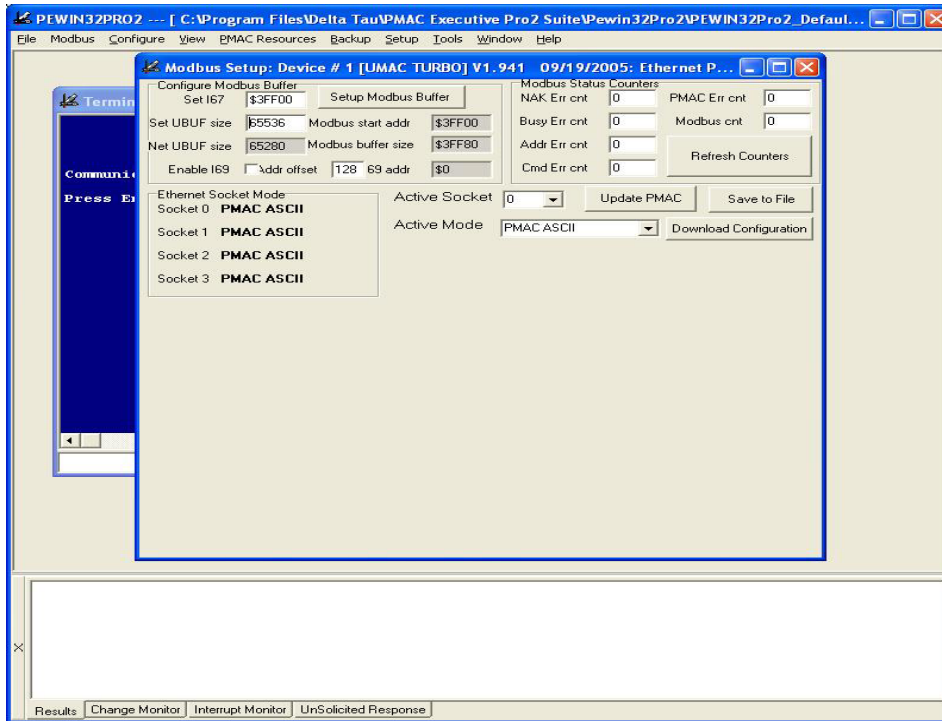 PEWIN32PRO2 --- [ C:\Program Files\Delta Tau\PMAC Executive Pro2 Suite\Pewin32Pro2\PEWIN32Pro2_Defaul...
File Modbus Configure View PMAC Resources Backup Setup Tools Window Help
Modbus Setup: Device # 1 [UMAC TURBO] V1.941 09/19/2005: Ethernet P...
Termin
Communi
Press E
Configure Modbus Buffer
Set I67 $3FF00 Setup Modbus Buffer
Set UBUF size 65536 Modbus start addr $3FF00
Net UBUF size 65280 Modbus buffer size $3FF80
Enable I69 Addr offset 128 69 addr $0
Modbus Status Counters
NAK Err cnt 0 PMAC Err cnt 0
Busy Err cnt 0 Modbus cnt 0
Addr Err cnt 0 Refresh Counters
Cmd Err cnt 0
Ethernet Socket Mode
Socket 0 PMAC ASCII
Socket 1 PMAC ASCII
Socket 2 PMAC ASCII
Socket 3 PMAC ASCII
Active Socket 0 Update PMAC Save to File
Active Mode PMAC ASCII Download Configuration
Results Change Monitor Interrupt Monitor UnSolicited Response